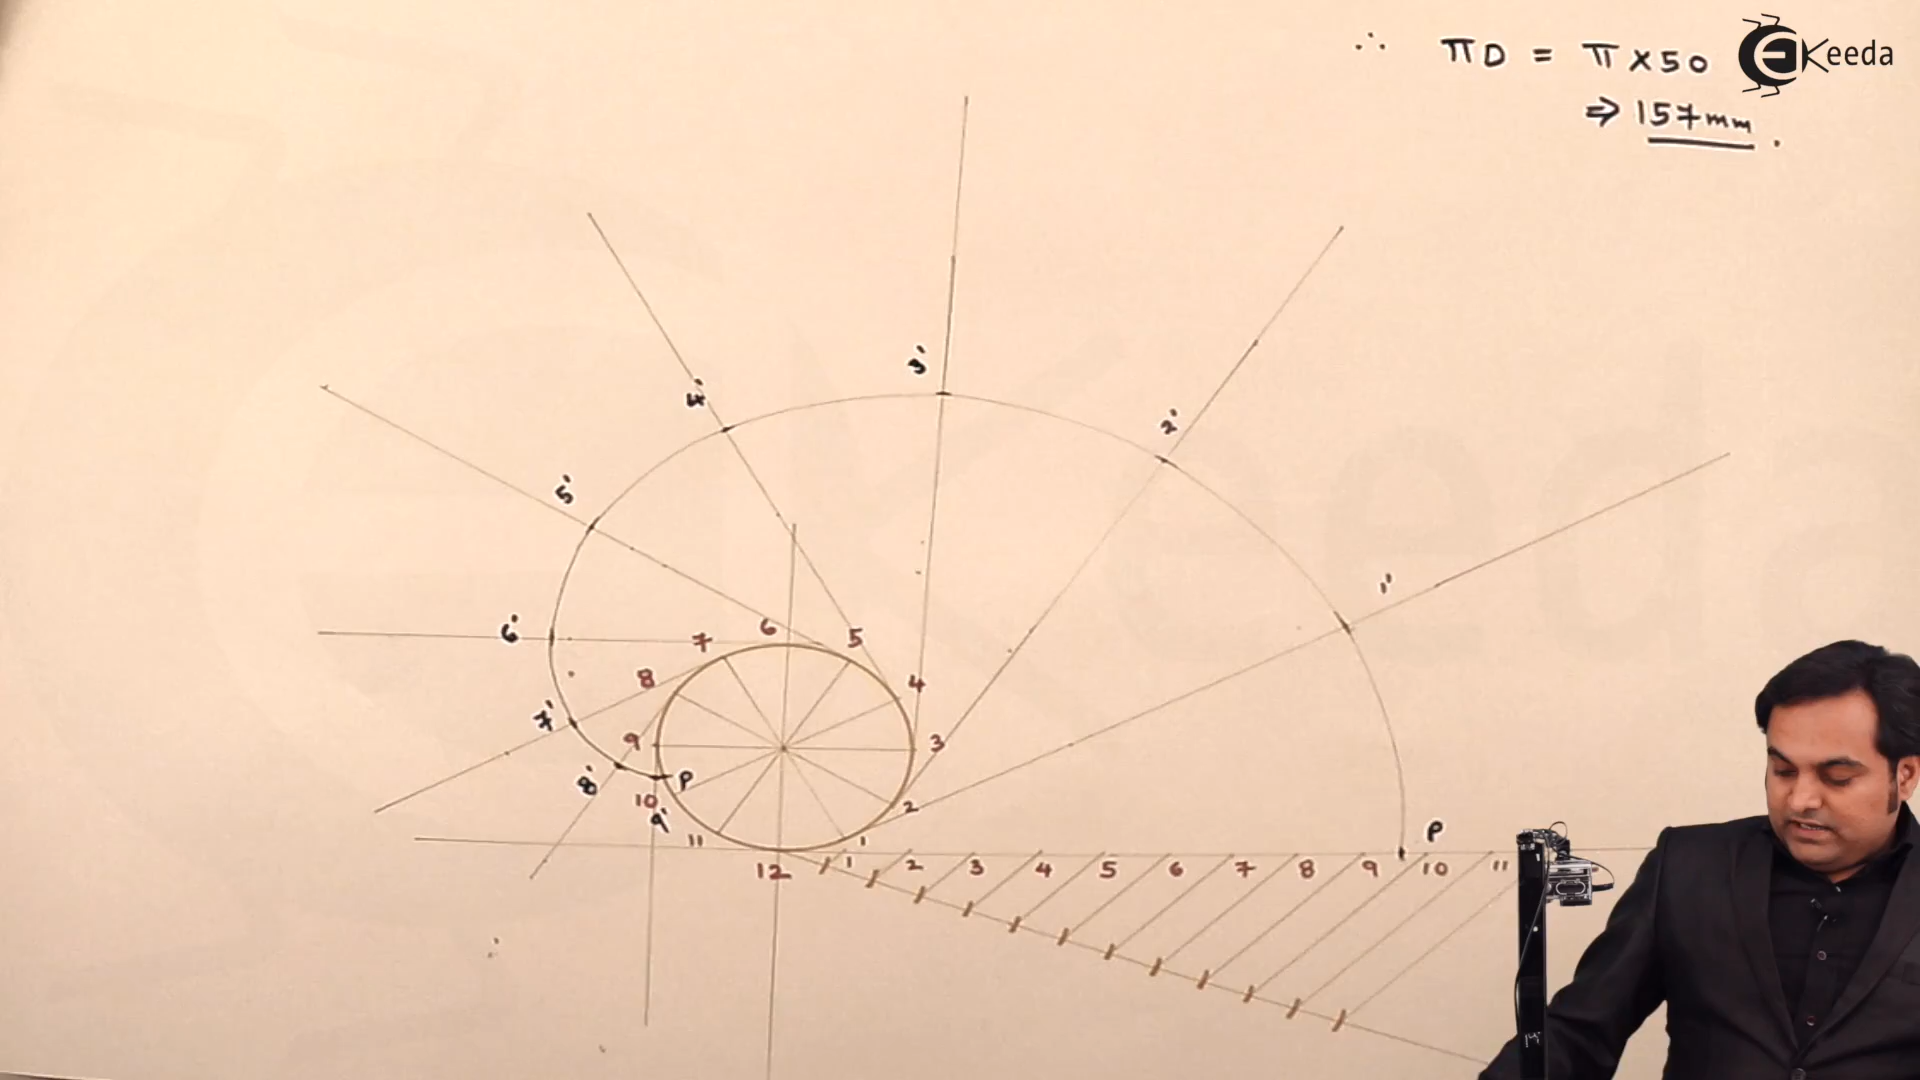 ∴ πD = π×50
⇒ 157mm.
EKeeda
3'
4'
2'
5'
1'
6'
7 6 5
8 4
7'
9 3
8' P
10 2
9'
11 1
P
12 1 2 3 4 5 6 7 8 9 10 11